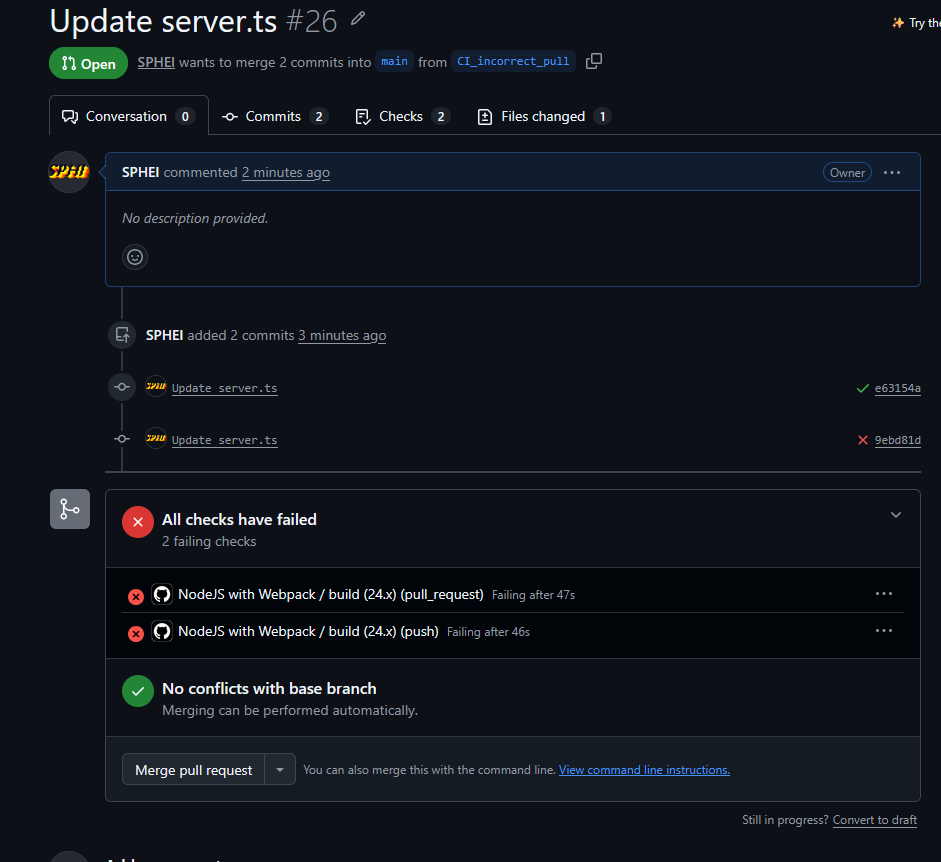 Update server.ts #26
✨ Try the
Open SPHEI wants to merge 2 commits into main from CI_incorrect_pull
Conversation 0 Commits 2 Checks 2 Files changed 1
SPHEI commented 2 minutes ago Owner
No description provided.
SPHEI added 2 commits 3 minutes ago
Update server.ts e63154a
Update server.ts 9ebd81d
All checks have failed
2 failing checks
NodeJS with Webpack / build (24.x) (pull_request) Failing after 47s
NodeJS with Webpack / build (24.x) (push) Failing after 46s
No conflicts with base branch
Merging can be performed automatically.
Merge pull request You can also merge this with the command line. View command line instructions.
Still in progress? Convert to draft